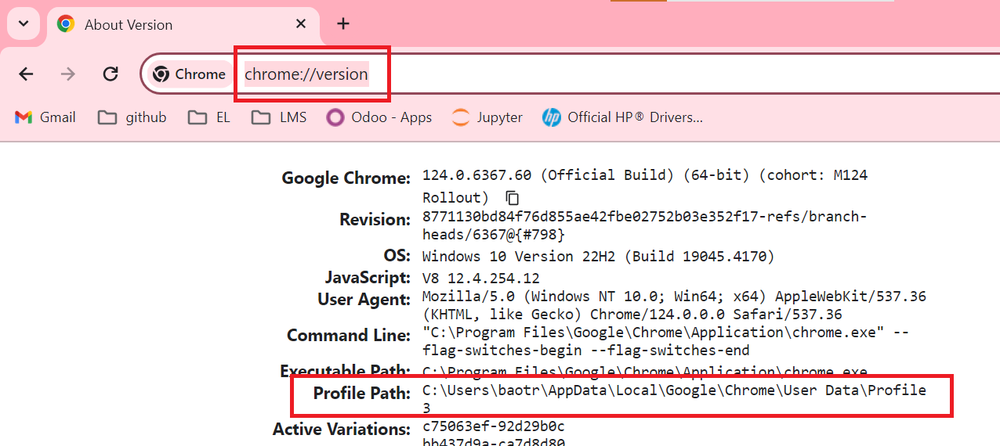 About Version
Chrome chrome://version
Gmail github EL LMS Odoo - Apps Jupyter Official HP® Drivers...
Google Chrome: 124.0.6367.60 (Official Build) (64-bit) (cohort: M124
Rollout)
Revision: 8771130bd84f76d855ae42fbe02752b03e352f17-refs/branch-
heads/6367@{#798}
OS: Windows 10 Version 22H2 (Build 19045.4170)
JavaScript: V8 12.4.254.12
User Agent: Mozilla/5.0 (Windows NT 10.0; Win64; x64) AppleWebKit/537.36
(KHTML, like Gecko) Chrome/124.0.0.0 Safari/537.36
Command Line: "C:\Program Files\Google\Chrome\Application\chrome.exe" --
flag-switches-begin --flag-switches-end
Executable Path: C:\Program Files\Google\Chrome\Application\chrome.exe
Profile Path: C:\Users\baotr\AppData\Local\Google\Chrome\User Data\Profile
3
Active Variations: c75063ef-92d29b0c
bb437d9a-ca7d8d80